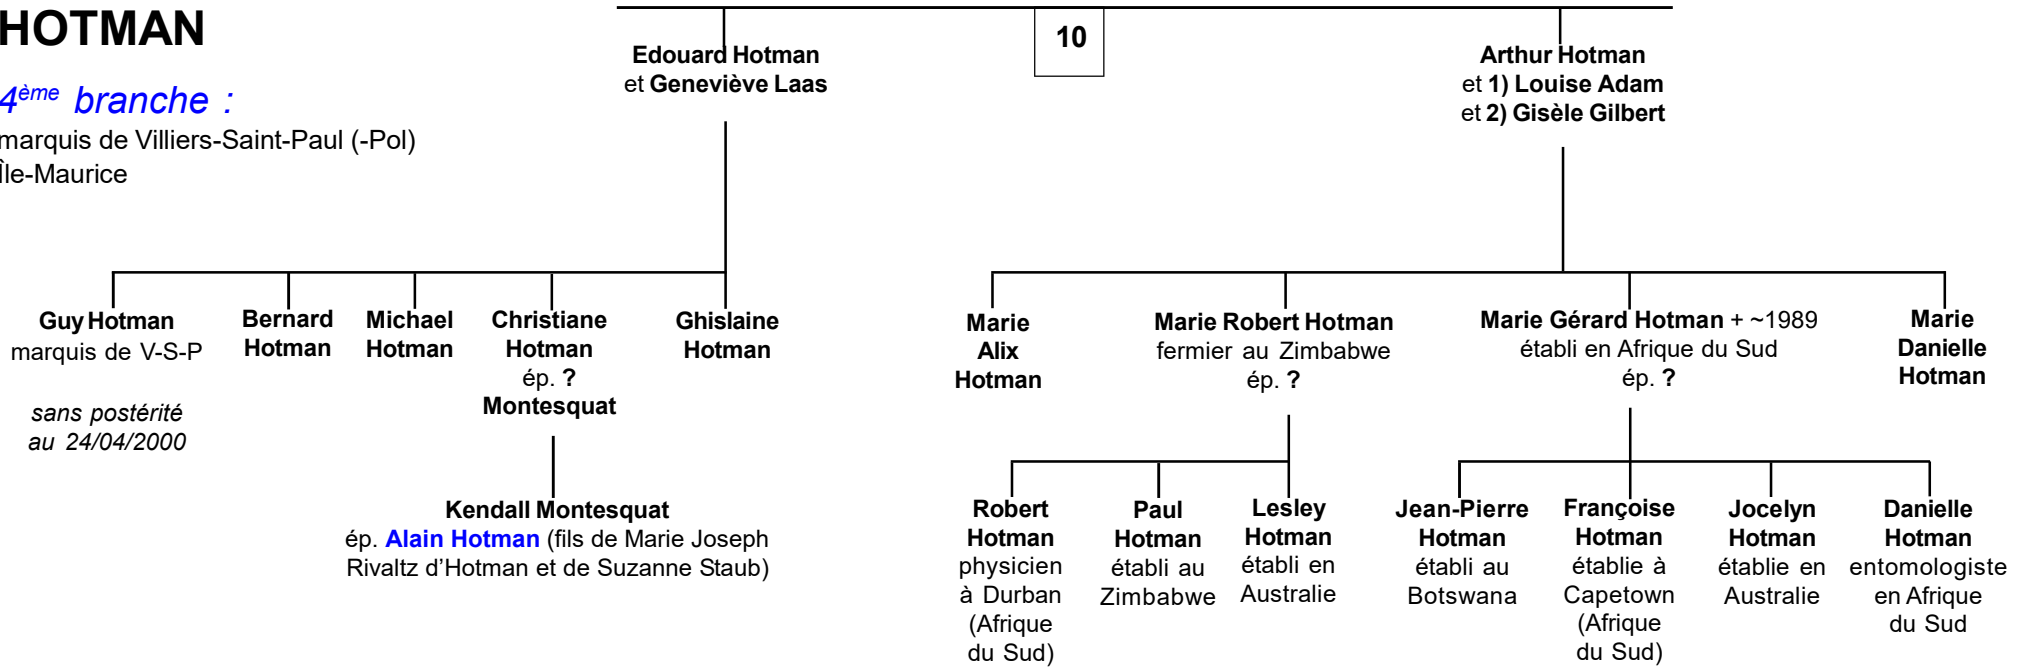 HOTMAN
4ème branche :
marquis de Villiers-Saint-Paul (-Pol)
Île-Maurice
10
Edouard Hotman
et Geneviève Laas
Arthur Hotman
et 1) Louise Adam
et 2) Gisèle Gilbert
Guy Hotman
marquis de V-S-P
sans postérité
au 24/04/2000
Bernard
Hotman
Michael
Hotman
Christiane
Hotman
ép. ?
Montesquat
Ghislaine
Hotman
Marie
Alix
Hotman
Marie Robert Hotman
fermier au Zimbabwe
ép. ?
Marie Gérard Hotman + ~1989
établi en Afrique du Sud
ép. ?
Marie
Danielle
Hotman
Kendall Montesquat
ép. Alain Hotman (fils de Marie Joseph
Rivaltz d'Hotman et de Suzanne Staub)
Robert
Hotman
physicien
à Durban
(Afrique
du Sud)
Paul
Hotman
établi au
Zimbabwe
Lesley
Hotman
établi en
Australie
Jean-Pierre
Hotman
établi au
Botswana
Françoise
Hotman
établie à
Capetown
(Afrique
du Sud)
Jocelyn
Hotman
établie en
Australie
Danielle
Hotman
entomologiste
en Afrique
du Sud